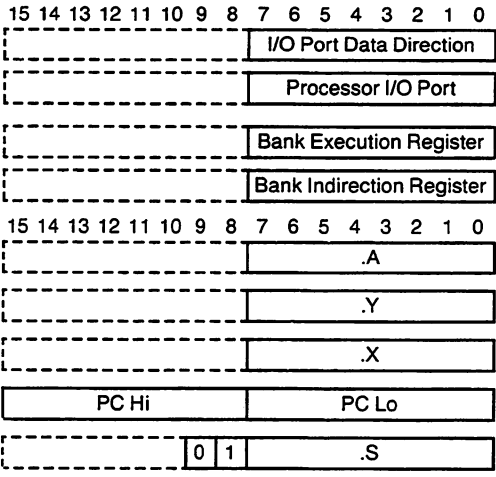 15 14 13 12 11 10 9 8 7 6 5 4 3 2 1 0
I/O Port Data Direction
Processor I/O Port
Bank Execution Register
Bank Indirection Register
15 14 13 12 11 10 9 8 7 6 5 4 3 2 1 0
.A
.Y
.X
PC Hi PC Lo
0 1 .S